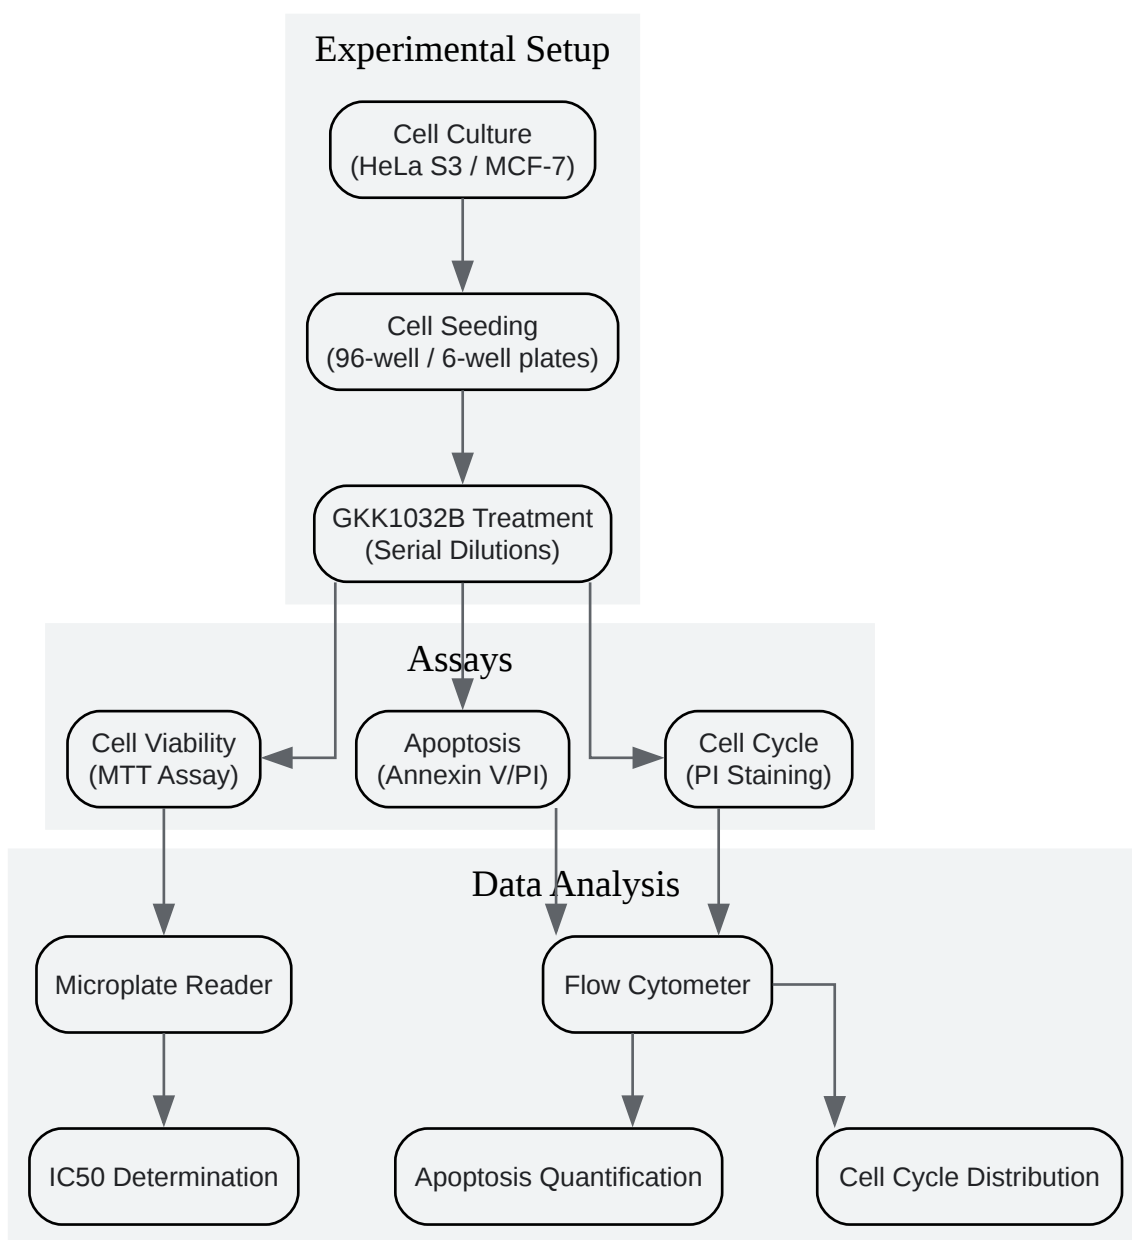 Experimental Setup
Cell Culture
(HeLa S3 / MCF-7)
Cell Seeding
(96-well / 6-well plates)
GKK1032B Treatment
(Serial Dilutions)
Assays
Cell Viability
(MTT Assay)
Apoptosis
(Annexin V/PI)
Cell Cycle
(PI Staining)
Data Analysis
Microplate Reader
Flow Cytometer
IC50 Determination
Apoptosis Quantification
Cell Cycle Distribution